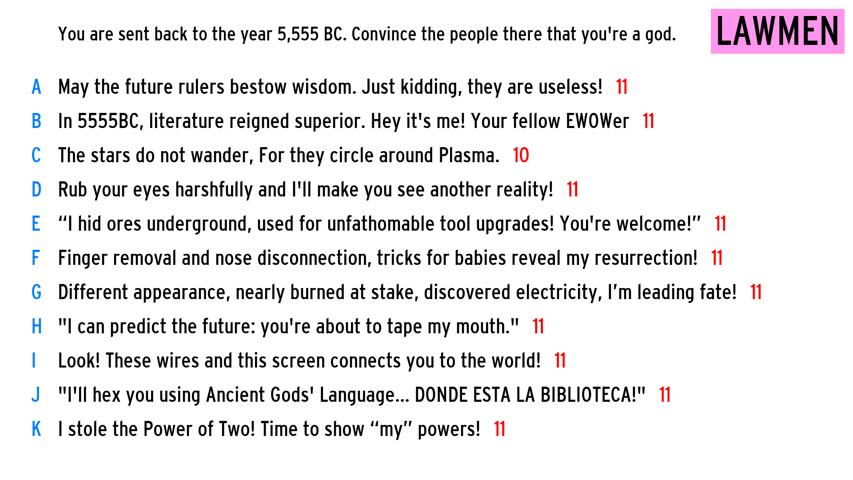 You are sent back to the year 5,555 BC. Convince the people there that you're a god.
LAWMEN
A May the future rulers bestow wisdom. Just kidding, they are useless! 11
B In 5555BC, literature reigned superior. Hey it's me! Your fellow EWOWer 11
C The stars do not wander, For they circle around Plasma. 10
D Rub your eyes harshfully and I'll make you see another reality! 11
E “I hid ores underground, used for unfathomable tool upgrades! You're welcome!” 11
F Finger removal and nose disconnection, tricks for babies reveal my resurrection! 11
G Different appearance, nearly burned at stake, discovered electricity, I’m leading fate! 11
H "I can predict the future: you're about to tape my mouth." 11
I Look! These wires and this screen connects you to the world! 11
J "I'll hex you using Ancient Gods' Language... DONDE ESTA LA BIBLIOTECA!" 11
K I stole the Power of Two! Time to show “my” powers! 11